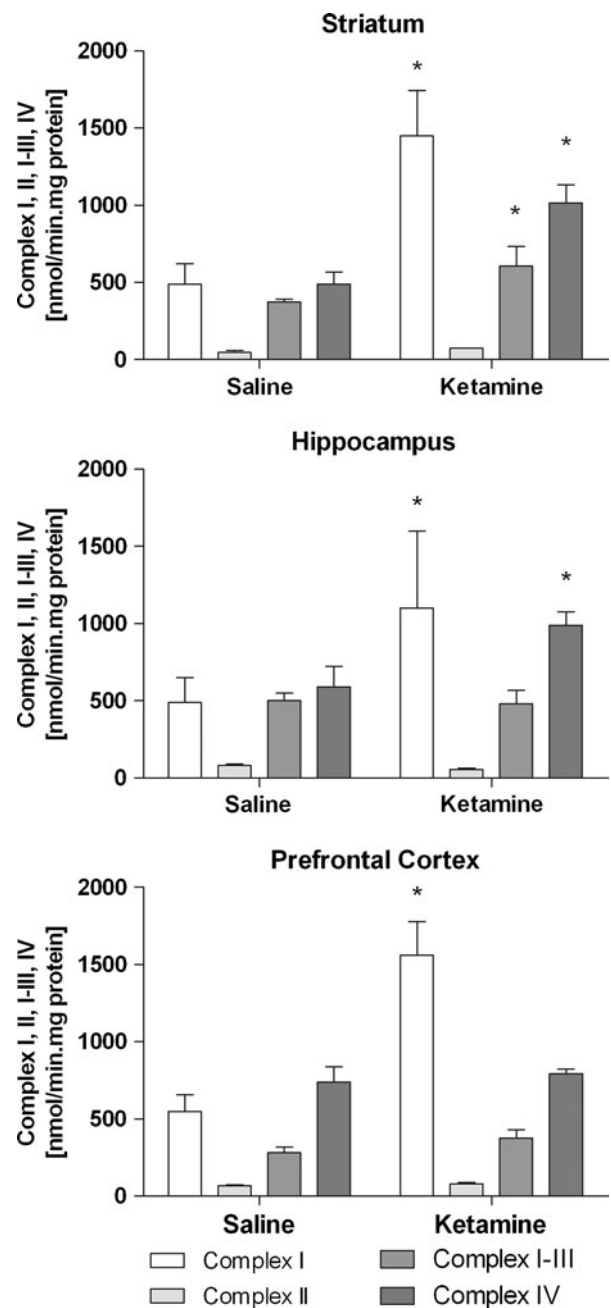 Striatum
Complex I, II, I-III, IV
[nmol/min.mg protein]
2000
1500
1000
500
0
*
*
*
Saline
Ketamine
Hippocampus
Complex I, II, I-III, IV
[nmol/min.mg protein]
2000
1500
1000
500
0
*
*
Saline
Ketamine
Prefrontal Cortex
Complex I, II, I-III, IV
[nmol/min.mg protein]
2000
1500
1000
500
0
*
Saline
Ketamine
Complex I
Complex I-III
Complex II
Complex IV